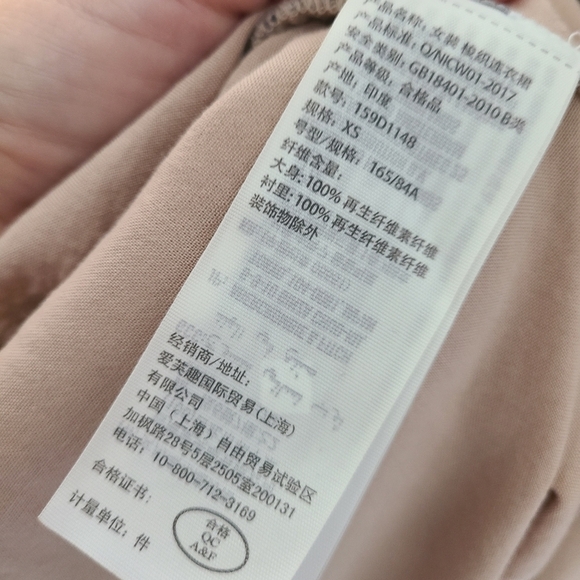 产品名称: 女装 梭织连衣裙
产品标准: Q/NKW01-2017
安全类别: GB18401-2010 B类
产品等级: 合格品
产地: 印度
款号: 159D1148
规格: XS
号型/规格: 165/84A
纤维含量:
大身: 100% 再生纤维素纤维
衬里: 100% 再生纤维素纤维
装饰物除外
经销商/地址:
爱芙趣国际贸易(上海)
有限公司
中国（上海）自由贸易试验区
加枫路28号5层2505室200131
电话: 10-800-712-3169
合格证书:
合格
QC
A&F
计量单位: 件